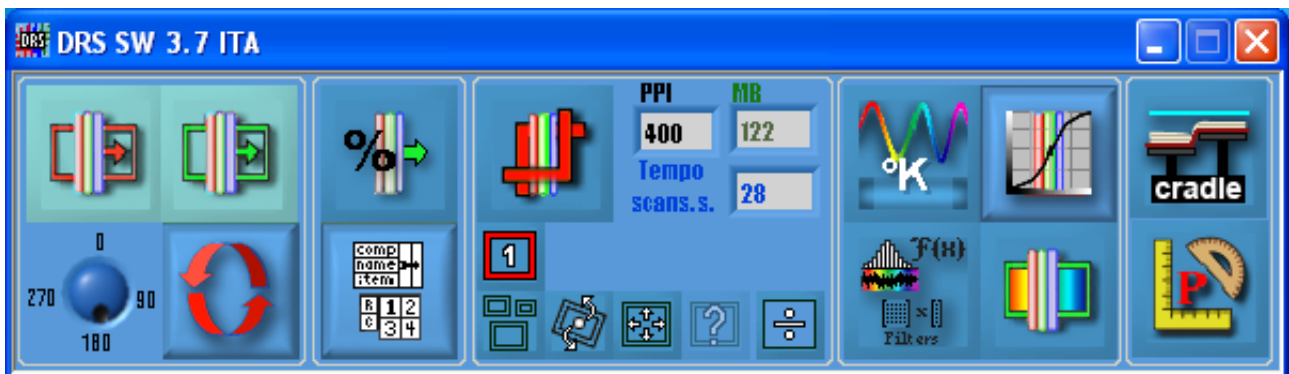 DRS DRS SW 3.7 ITA
0
270
90
180
%
comp
name
item
R 1 2
C 3 4
PPI
400
MB
122
Tempo
scans.s.
28
1
?
÷
°K
F(x)
×
Filters
cradle
P